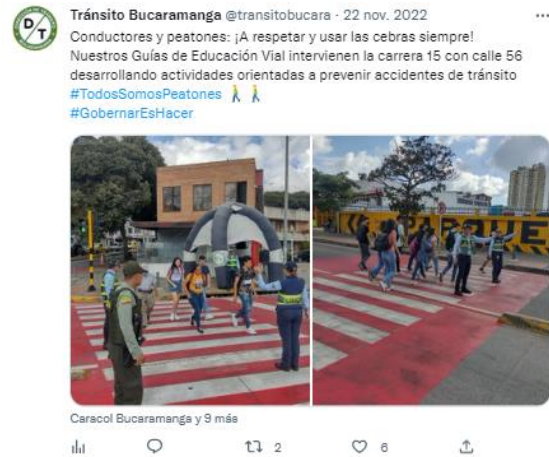 Tránsito Bucaramanga @transitobucara · 22 nov. 2022
Conductores y peatones: ¡A respetar y usar las cebras siempre!
Nuestros Guías de Educación Vial intervienen la carrera 15 con calle 56
desarrollando actividades orientadas a prevenir accidentes de tránsito
#TodosSomosPeatones
#GobernarEsHacer
Caracol Bucaramanga y 9 más
2 6